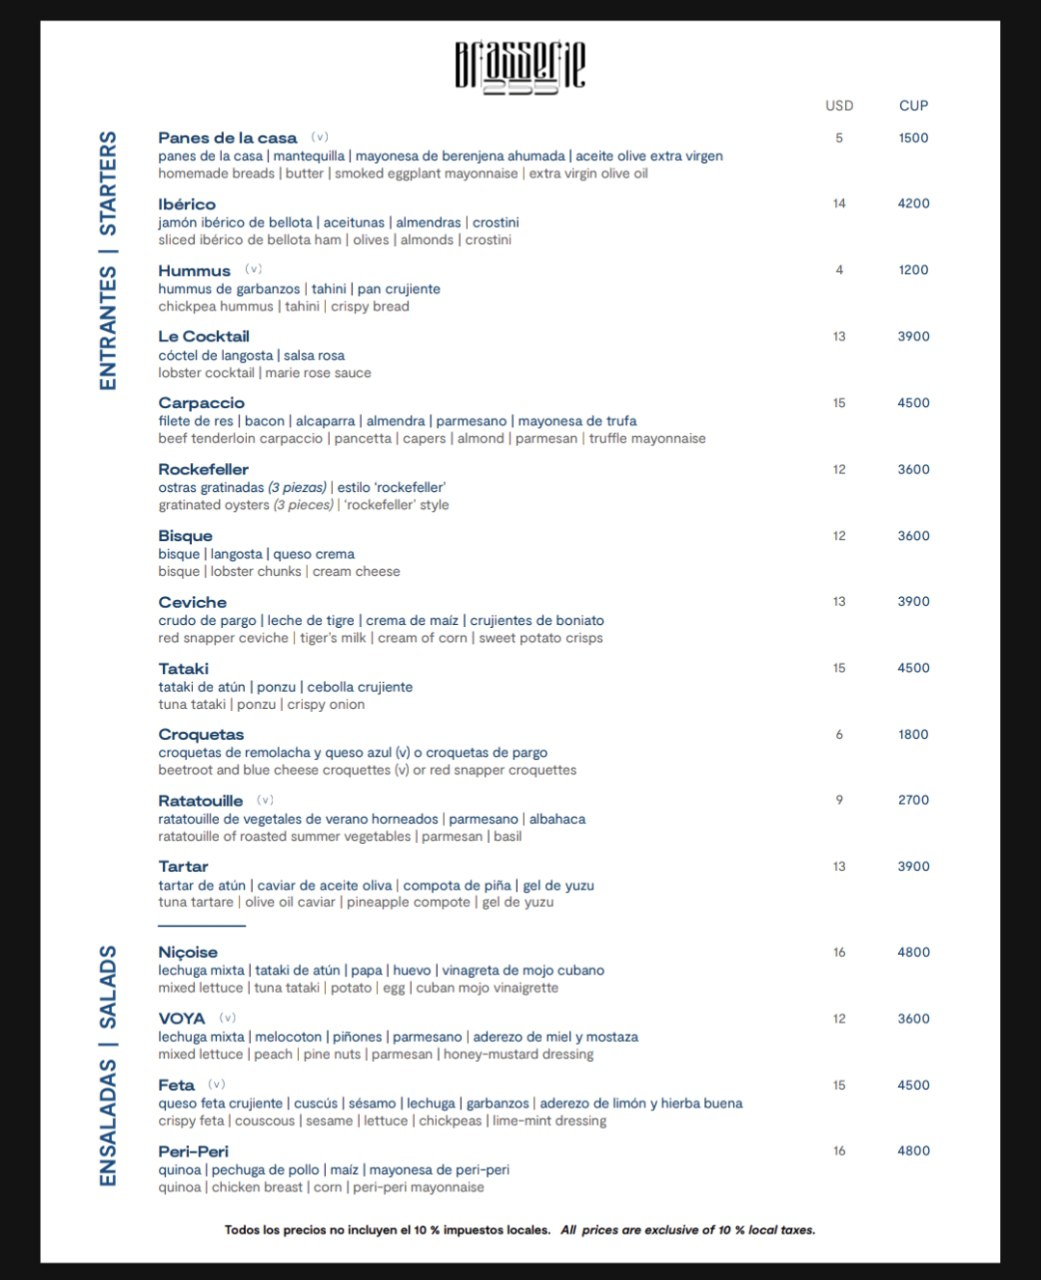 Brasserie
255
USD CUP
ENTRANTES | STARTERS
Panes de la casa (v) 5 1500
panes de la casa | mantequilla | mayonesa de berenjena ahumada | aceite olive extra virgen
homemade breads | butter | smoked eggplant mayonnaise | extra virgin olive oil
Ibérico 14 4200
jamón ibérico de bellota | aceitunas | almendras | crostini
sliced ibérico de bellota ham | olives | almonds | crostini
Hummus (v) 4 1200
hummus de garbanzos | tahini | pan crujiente
chickpea hummus | tahini | crispy bread
Le Cocktail 13 3900
cóctel de langosta | salsa rosa
lobster cocktail | marie rose sauce
Carpaccio 15 4500
filete de res | bacon | alcaparra | almendra | parmesano | mayonesa de trufa
beef tenderloin carpaccio | pancetta | capers | almond | parmesan | truffle mayonnaise
Rockefeller 12 3600
ostras gratinadas (3 piezas) | estilo 'rockefeller'
gratinated oysters (3 pieces) | 'rockefeller' style
Bisque 12 3600
bisque | langosta | queso crema
bisque | lobster chunks | cream cheese
Ceviche 13 3900
crudo de pargo | leche de tigre | crema de maíz | crujientes de boniato
red snapper ceviche | tiger's milk | cream of corn | sweet potato crisps
Tataki 15 4500
tataki de atún | ponzu | cebolla crujiente
tuna tataki | ponzu | crispy onion
Croquetas 6 1800
croquetas de remolacha y queso azul (v) o croquetas de pargo
beetroot and blue cheese croquettes (v) or red snapper croquettes
Ratatouille (v) 9 2700
ratatouille de vegetales de verano horneados | parmesano | albahaca
ratatouille of roasted summer vegetables | parmesan | basil
Tartar 13 3900
tartar de atún | caviar de aceite oliva | compota de piña | gel de yuzu
tuna tartare | olive oil caviar | pineapple compote | gel de yuzu
ENSALADAS | SALADS
Niçoise 16 4800
lechuga mixta | tataki de atún | papa | huevo | vinagreta de mojo cubano
mixed lettuce | tuna tataki | potato | egg | cuban mojo vinaigrette
VOYA (v) 12 3600
lechuga mixta | melocoton | piñones | parmesano | aderezo de miel y mostaza
mixed lettuce | peach | pine nuts | parmesan | honey-mustard dressing
Feta (v) 15 4500
queso feta crujiente | cuscús | sésamo | lechuga | garbanzos | aderezo de limón y hierba buena
crispy feta | couscous | sesame | lettuce | chickpeas | lime-mint dressing
Peri-Peri 16 4800
quinoa | pechuga de pollo | maíz | mayonesa de peri-peri
quinoa | chicken breast | corn | peri-peri mayonnaise
Todos los precios no incluyen el 10 % impuestos locales. All prices are exclusive of 10 % local taxes.